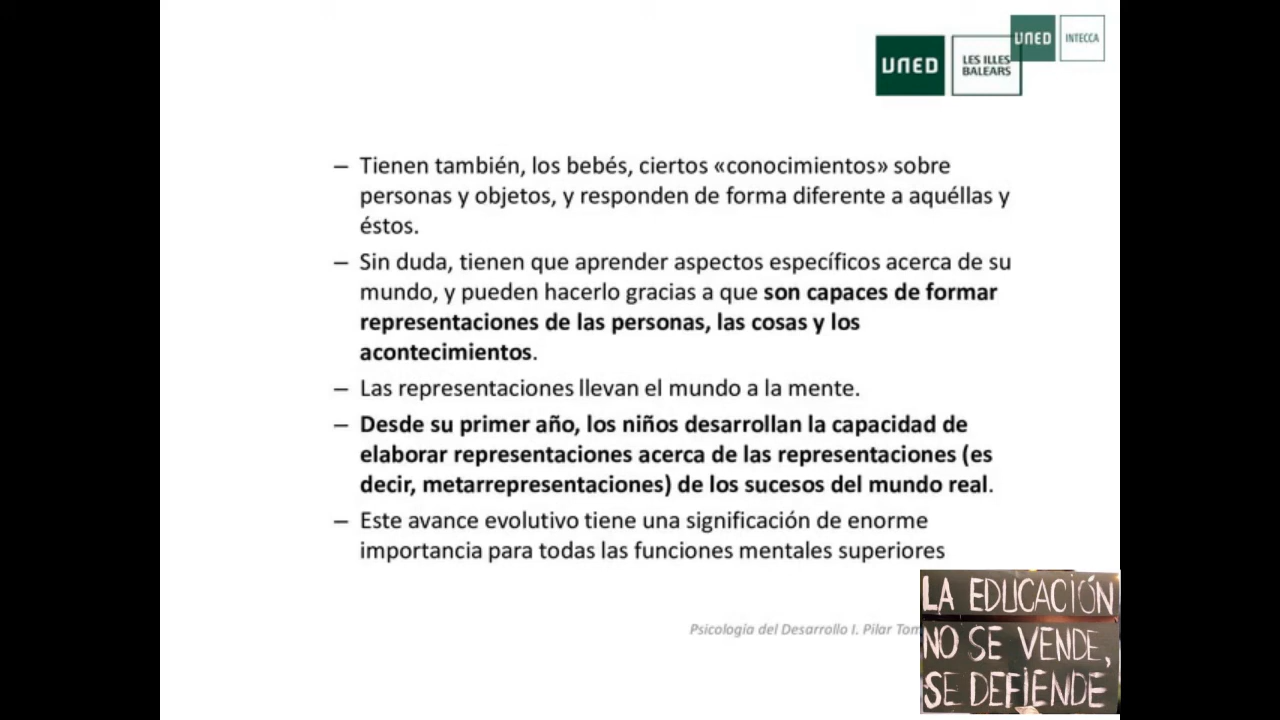 UNED
INTECCA
UNED
LES ILLES
BALEARS
– Tienen también, los bebés, ciertos «conocimientos» sobre
personas y objetos, y responden de forma diferente a aquéllas y
éstos.
– Sin duda, tienen que aprender aspectos específicos acerca de su
mundo, y pueden hacerlo gracias a que son capaces de formar
representaciones de las personas, las cosas y los
acontecimientos.
– Las representaciones llevan el mundo a la mente.
– Desde su primer año, los niños desarrollan la capacidad de
elaborar representaciones acerca de las representaciones (es
decir, metarrepresentaciones) de los sucesos del mundo real.
– Este avance evolutivo tiene una significación de enorme
importancia para todas las funciones mentales superiores
Psicología del Desarrollo I. Pilar
LA EDUCACIÓN
NO SE VENDE,
SE DEFIENDE